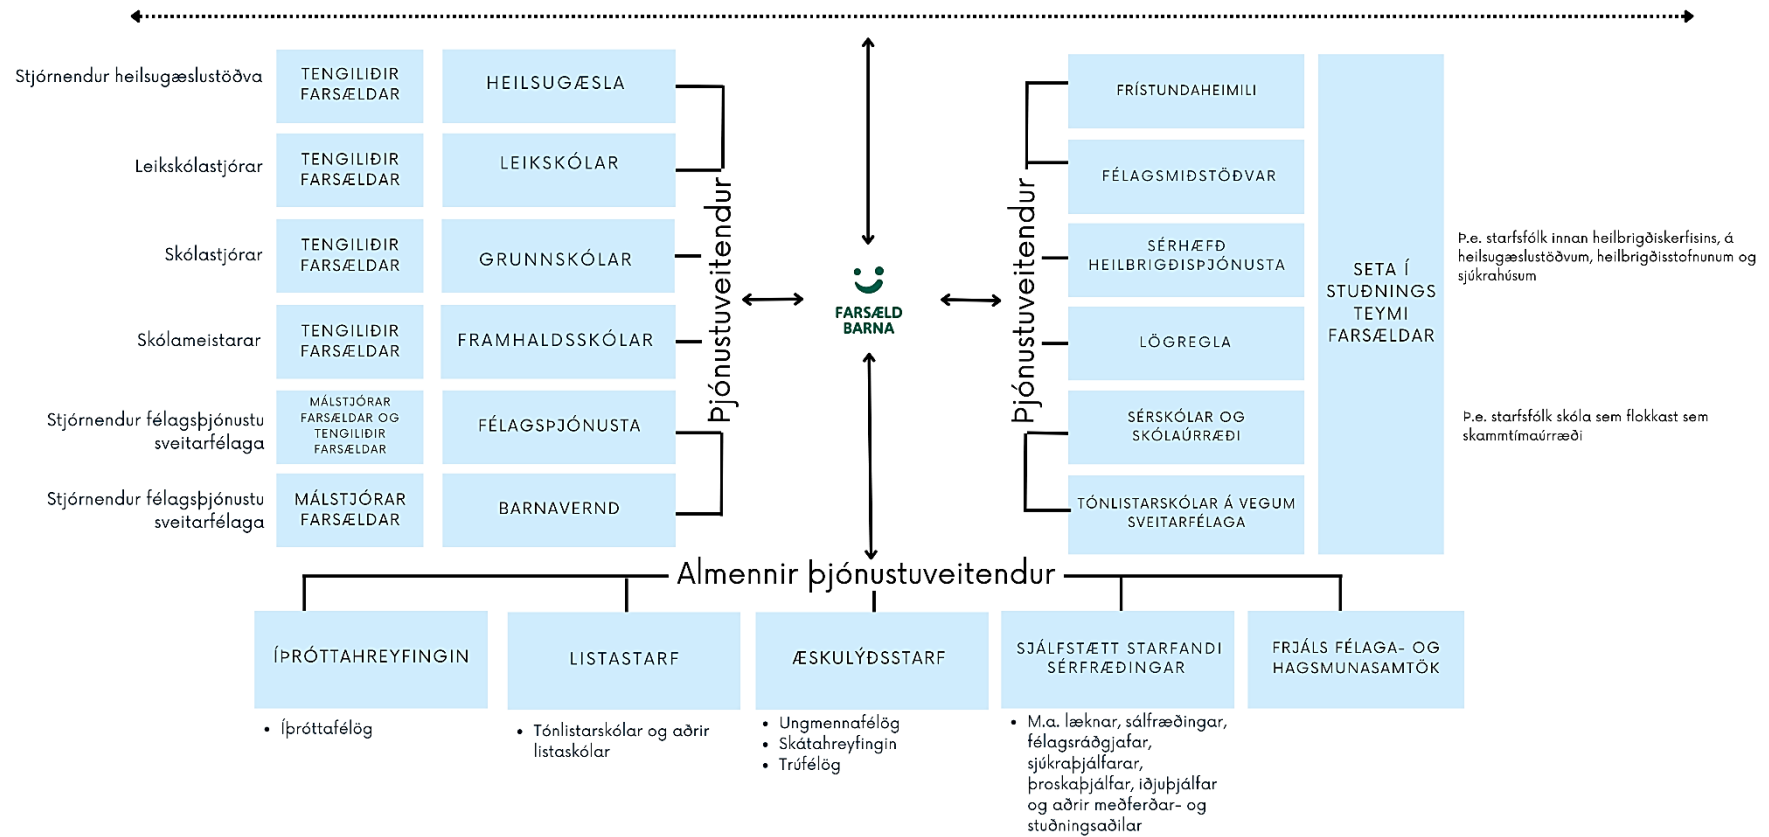 Stjórnendur heilsugæslustöðva
TENGILIÐIR
FARSÆLDAR
HEILSUGÆSLA
Leikskólastjórar
TENGILIÐIR
FARSÆLDAR
LEIKSKÓLAR
Skólastjórar
TENGILIÐIR
FARSÆLDAR
GRUNNSKÓLAR
Skólameistarar
TENGILIÐIR
FARSÆLDAR
FRAMHALDSSKÓLAR
Stjórnendur félagsþjónustu
sveitarfélaga
MÁLSTJÓRAR
FARSÆLDAR OG
TENGILIÐIR
FARSÆLDAR
FÉLAGSÞJÓNUSTA
Stjórnendur félagsþjónustu
sveitarfélaga
MÁLSTJÓRAR
FARSÆLDAR
BARNAVERND
Þjónustuveitendur
FARSÆLD
BARNA
Þjónustuveitendur
FRÍSTUNDAHEIMILI
FÉLAGSMIÐSTÖÐVAR
SÉRHÆFÐ
HEILBRIGÐISÞJÓNUSTA
LÖGREGLA
SÉRSKÓLAR OG
SKÓLAÚRRÆÐI
TÓNLISTARSKÓLAR Á VEGUM
SVEITARFÉLAGA
SETA Í
STUÐNINGS
TEYMI
FARSÆLDAR
Þ.e. starfsfólk innan heilbrigðiskerfisins, á
heilsugæslustöðvum, heilbrigðisstofnunum og
sjúkrahúsum
Þ.e. starfsfólk skóla sem flokkast sem
skammtímaúrræði
Almennir þjónustuveitendur
ÍÞRÓTTAHREYFINGIN
• Íþróttafélög
LISTASTARF
• Tónlistarskólar og aðrir
listaskólar
ÆSKULÝÐSSTARF
• Ungmennafélög
• Skátahreyfingin
• Trúfélög
SJÁLFSTÆTT STARFANDI
SÉRFRÆÐINGAR
• M.a. læknar, sálfræðingar,
félagsráðgjafar,
sjúkraþjálfarar,
þroskaþjálfar, iðjuþjálfar
og aðrir meðferðar- og
stuðningsaðilar
FRJÁLS FÉLAGA- OG
HAGSMUNASAMTÖK